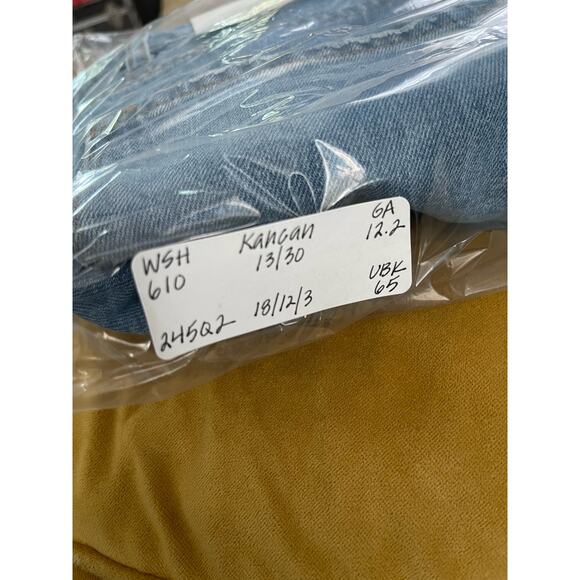 WSH Kancan GA
610 13/30 12.2
245Q2 18/12/3 UBK
65